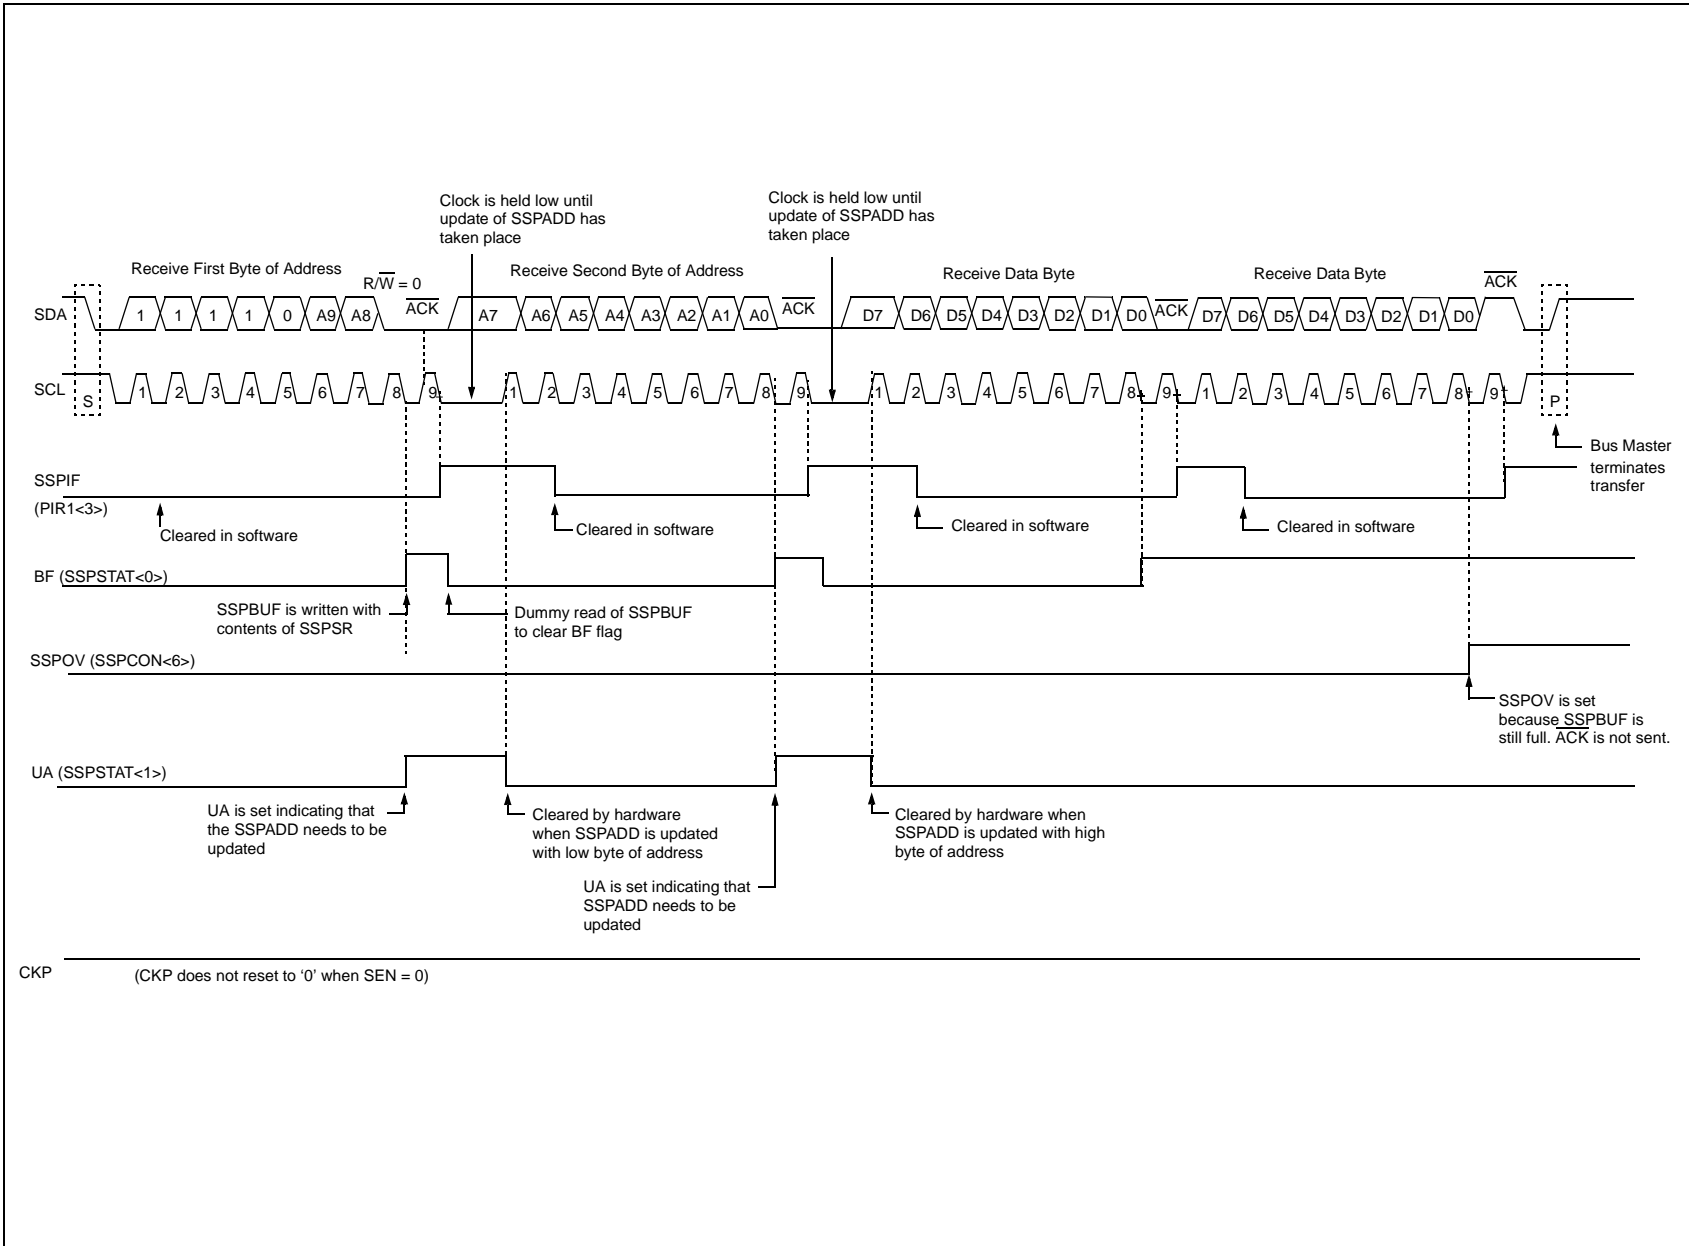 Clock is held low until
update of SSPADD has
taken place
Clock is held low until
update of SSPADD has
taken place
Receive First Byte of Address
R/W = 0
Receive Second Byte of Address
Receive Data Byte
Receive Data Byte
SDA
1 1 1 1 0 A9 A8 ACK A7 A6 A5 A4 A3 A2 A1 A0 ACK D7 D6 D5 D4 D3 D2 D1 D0 ACK D7 D6 D5 D4 D3 D2 D1 D0 ACK
SCL
S 1 2 3 4 5 6 7 8 9 1 2 3 4 5 6 7 8 9 1 2 3 4 5 6 7 8 9 1 2 3 4 5 6 7 8 9 P
Bus Master
terminates
transfer
SSPIF
(PIR1<3>)
Cleared in software
Cleared in software
Cleared in software
Cleared in software
BF (SSPSTAT<0>)
SSPBUF is written with
contents of SSPSR
Dummy read of SSPBUF
to clear BF flag
SSPOV (SSPCON<6>)
SSPOV is set
because SSPBUF is
still full. ACK is not sent.
UA (SSPSTAT<1>)
UA is set indicating that
the SSPADD needs to be
updated
Cleared by hardware
when SSPADD is updated
with low byte of address
UA is set indicating that
SSPADD needs to be
updated
Cleared by hardware when
SSPADD is updated with high
byte of address
CKP
(CKP does not reset to ‘0’ when SEN = 0)